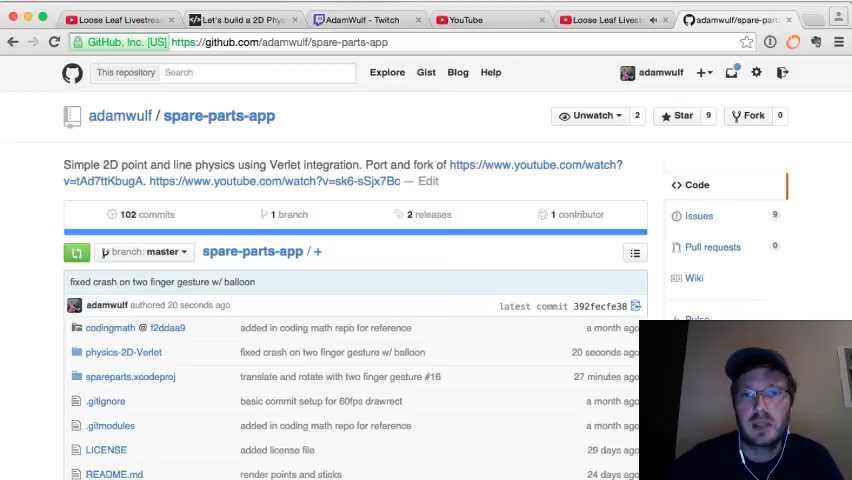 Loose Leaf Livestream
Let's build a 2D Physi
AdamWulf - Twitch
YouTube
Loose Leaf Livestr
adamwulf/spare-parts
GitHub, Inc. [US] https://github.com/adamwulf/spare-parts-app
This repository Search
Explore Gist Blog Help
adamwulf
adamwulf / spare-parts-app
Unwatch 2
Star 9
Fork 0
Simple 2D point and line physics using Verlet integration. Port and fork of https://www.youtube.com/watch?
v=tAd7ttKbugA. https://www.youtube.com/watch?v=sk6-sSjx7Bc — Edit
Code
102 commits
1 branch
2 releases
1 contributor
Issues 9
Pull requests 0
Wiki
branch: master
spare-parts-app / +
fixed crash on two finger gesture w/ balloon
adamwulf authored 20 seconds ago
latest commit 392fecfe38
codingmath @ f2ddaa9 added in coding math repo for reference a month ago
physics-2D-Verlet fixed crash on two finger gesture w/ balloon 20 seconds ago
spareparts.xcodeproj translate and rotate with two finger gesture #16 27 minutes ago
.gitignore basic commit setup for 60fps drawrect a month ago
.gitmodules added in coding math repo for reference a month ago
LICENSE added license file 29 days ago
README.md render points and sticks 24 days ago